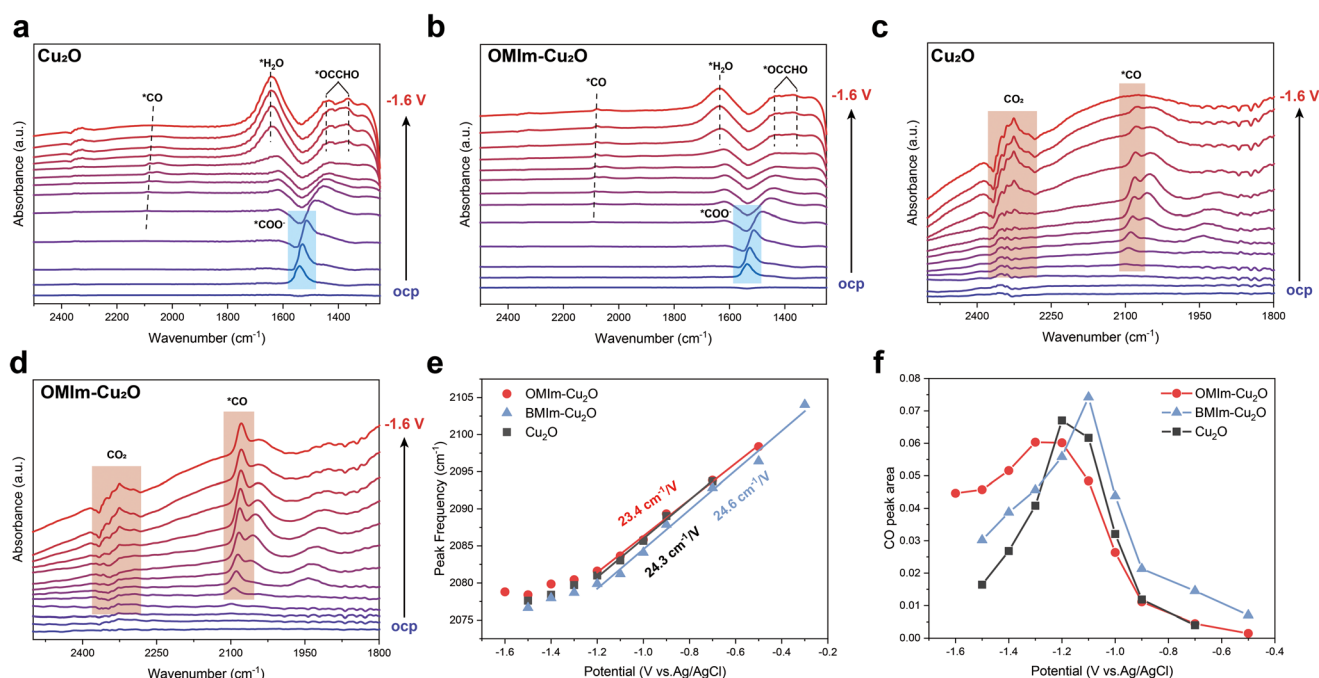 a
Cu₂O
*CO
*H₂O
*OCCHO
-1.6 V
*COO⁻
ocp
Absorbance (a.u.)
2400 2200 2000 1800 1600 1400
Wavenumber (cm⁻¹)
b
OMIm-Cu₂O
*CO
*H₂O
*OCCHO
-1.6 V
*COO⁻
ocp
Absorbance (a.u.)
2400 2200 2000 1800 1600 1400
Wavenumber (cm⁻¹)
c
Cu₂O
CO₂
*CO
-1.6 V
ocp
Absorbance (a.u.)
2400 2250 2100 1950 1800
Wavenumber (cm⁻¹)
d
OMIm-Cu₂O
CO₂
*CO
-1.6 V
ocp
Absorbance (a.u.)
2400 2250 2100 1950 1800
Wavenumber (cm⁻¹)
e
OMIm-Cu₂O
BMIm-Cu₂O
Cu₂O
23.4 cm⁻¹/V
24.6 cm⁻¹/V
24.3 cm⁻¹/V
Peak Frequency (cm⁻¹)
2105
2100
2095
2090
2085
2080
2075
-1.6 -1.4 -1.2 -1.0 -0.8 -0.6 -0.4 -0.2
Potential (V vs.Ag/AgCl)
f
OMIm-Cu₂O
BMIm-Cu₂O
Cu₂O
CO peak area
0.08
0.07
0.06
0.05
0.04
0.03
0.02
0.01
0.00
-1.6 -1.4 -1.2 -1.0 -0.8 -0.6 -0.4
Potential (V vs.Ag/AgCl)